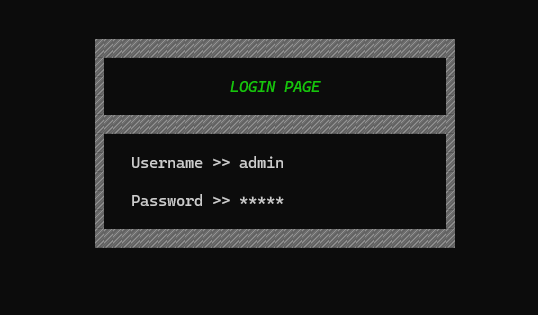 LOGIN PAGE
Username >> admin
Password >> *****